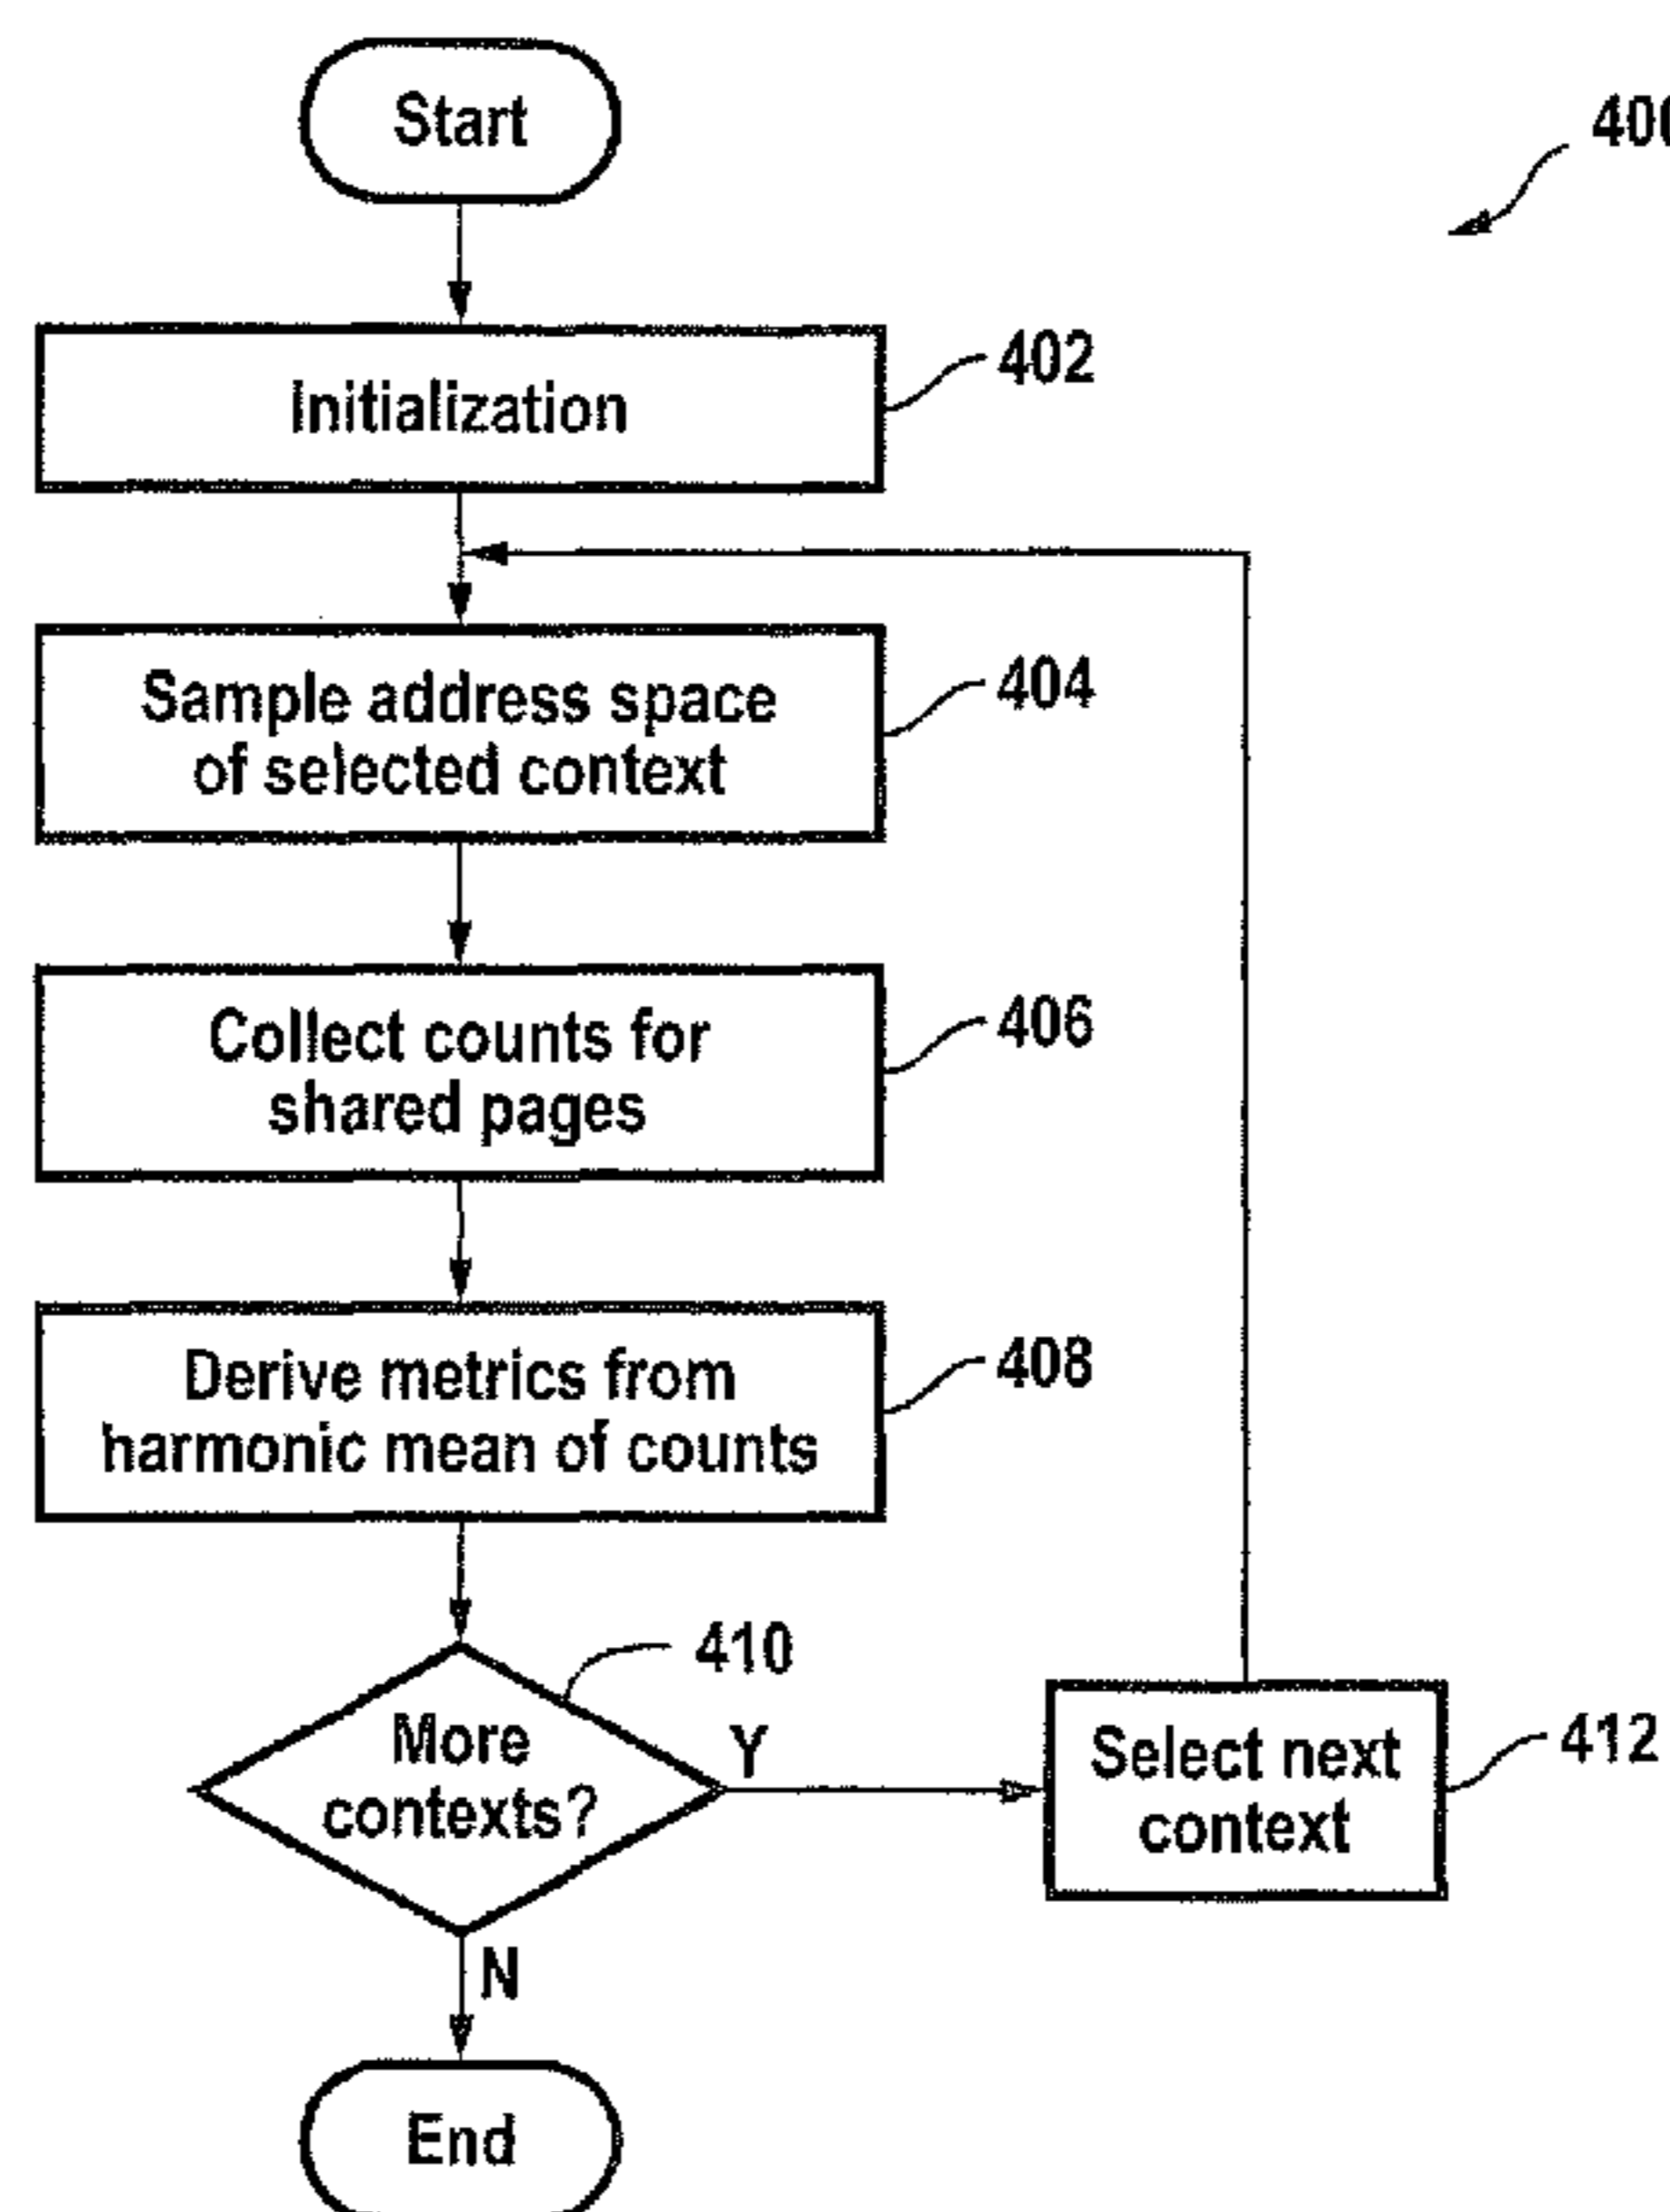 Start
400
Initialization
402
Sample address space
of selected context
404
Collect counts for
shared pages
406
Derive metrics from
harmonic mean of counts
408
410
More
contexts?
Y
Select next
context
412
N
End